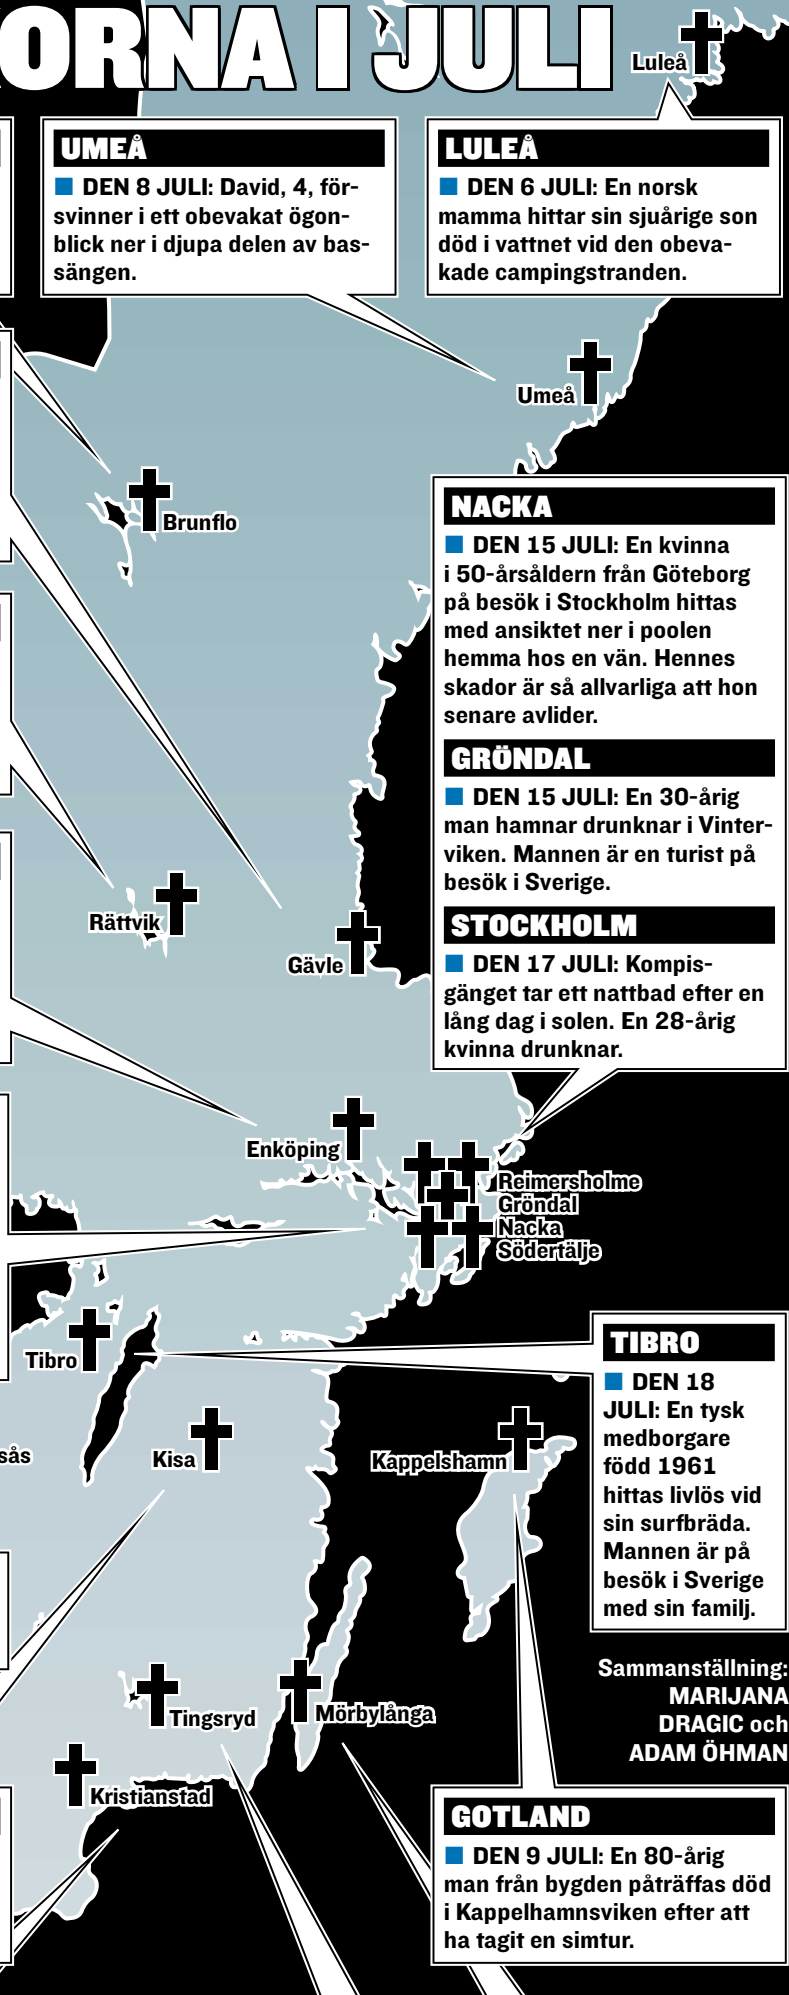 ORNA I JULI
Luleå
UMEÅ
DEN 8 JULI: David, 4, för-
svinner i ett obevakat ögon-
blick ner i djupa delen av bas-
sängen.
LULEÅ
DEN 6 JULI: En norsk
mamma hittar sin sjuårige son
död i vattnet vid den obeva-
kade campingstranden.
Umeå
Brunflo
NACKA
DEN 15 JULI: En kvinna
i 50-årsåldern från Göteborg
på besök i Stockholm hittas
med ansiktet ner i poolen
hemma hos en vän. Hennes
skador är så allvarliga att hon
senare avlider.
GRÖNDAL
DEN 15 JULI: En 30-årig
man hamnar drunknar i Vinter-
viken. Mannen är en turist på
besök i Sverige.
STOCKHOLM
DEN 17 JULI: Kompis-
gänget tar ett nattbad efter en
lång dag i solen. En 28-årig
kvinna drunknar.
Rättvik
Gävle
Enköping
Reimersholme
Gröndal
Nacka
Södertälje
TIBRO
DEN 18
JULI: En tysk
medborgare
född 1961
hittas livlös vid
sin surfbräda.
Mannen är på
besök i Sverige
med sin familj.
Tibro
sås
Kisa
Kappelshamn
Sammanställning:
MARIJANA
DRAGIC och
ADAM ÖHMAN
Tingsryd
Mörbylånga
Kristianstad
GOTLAND
DEN 9 JULI: En 80-årig
man från bygden påträffas död
i Kappelhamnsviken efter att
ha tagit en simtur.